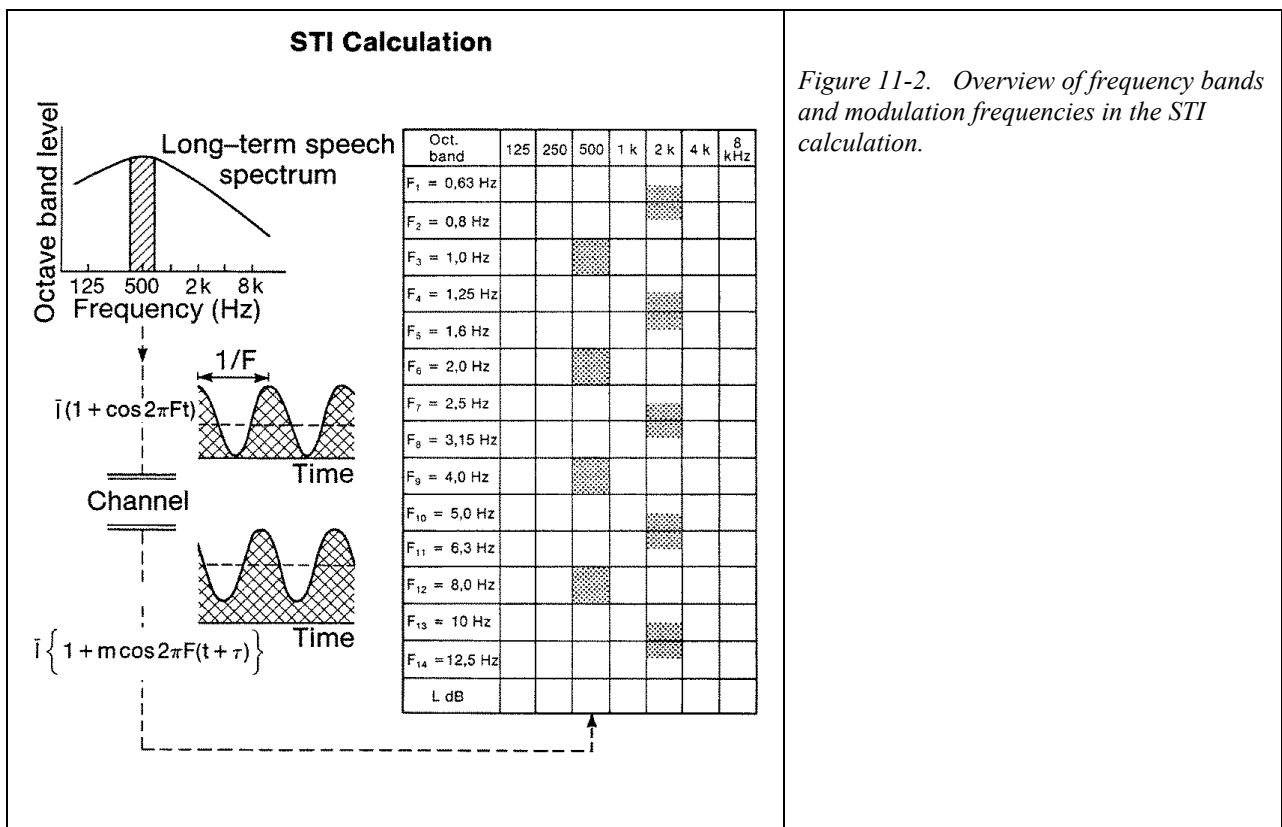 STI Calculation
Octave band level
Long–term speech
spectrum
125 500 2k 8k
Frequency (Hz)
1/F
Ī(1 + cos2πFt)
Time
Channel
Time
Ī{1 + m cos2πF(t + τ)}
Oct. band 125 250 500 1 k 2 k 4 k 8 kHz
F₁ = 0,63 Hz
F₂ = 0,8 Hz
F₃ = 1,0 Hz
F₄ = 1,25 Hz
F₅ = 1,6 Hz
F₆ = 2,0 Hz
F₇ = 2,5 Hz
F₈ = 3,15 Hz
F₉ = 4,0 Hz
F₁₀ = 5,0 Hz
F₁₁ = 6,3 Hz
F₁₂ = 8,0 Hz
F₁₃ = 10 Hz
F₁₄ = 12,5 Hz
L dB
Figure 11-2. Overview of frequency bands
and modulation frequencies in the STI
calculation.